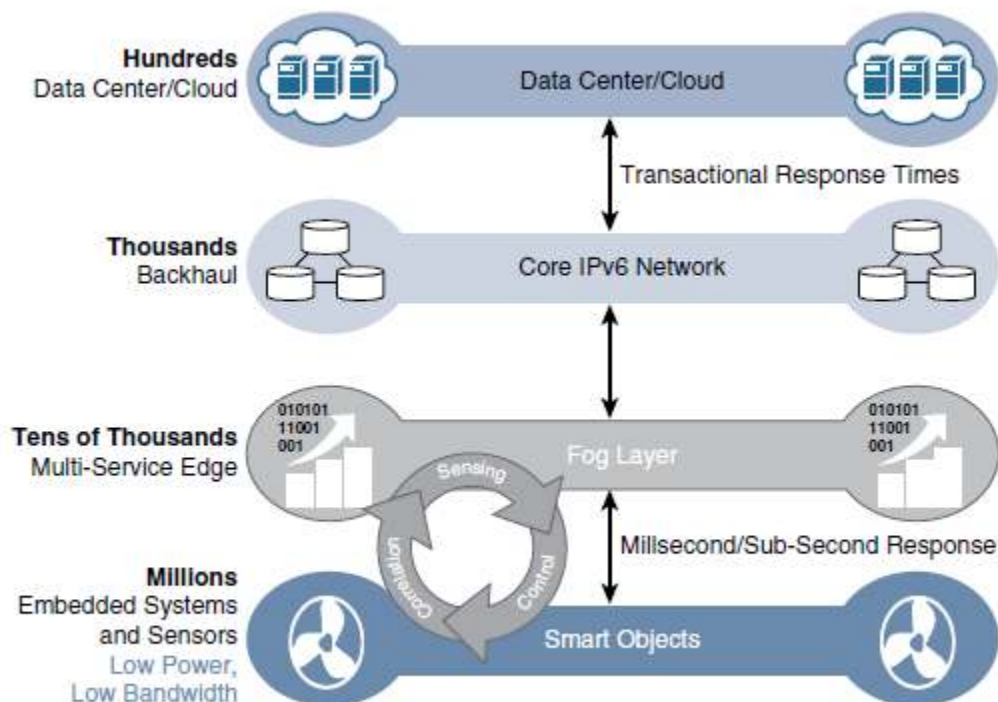 Hundreds
Data Center/Cloud
Data Center/Cloud
Transactional Response Times
Thousands
Backhaul
Core IPv6 Network
010101
11001
001
010101
11001
001
Tens of Thousands
Multi-Service Edge
Fog Layer
Sensing
Control
Correlation
Millsecond/Sub-Second Response
Millions
Embedded Systems
and Sensors
Low Power,
Low Bandwidth
Smart Objects